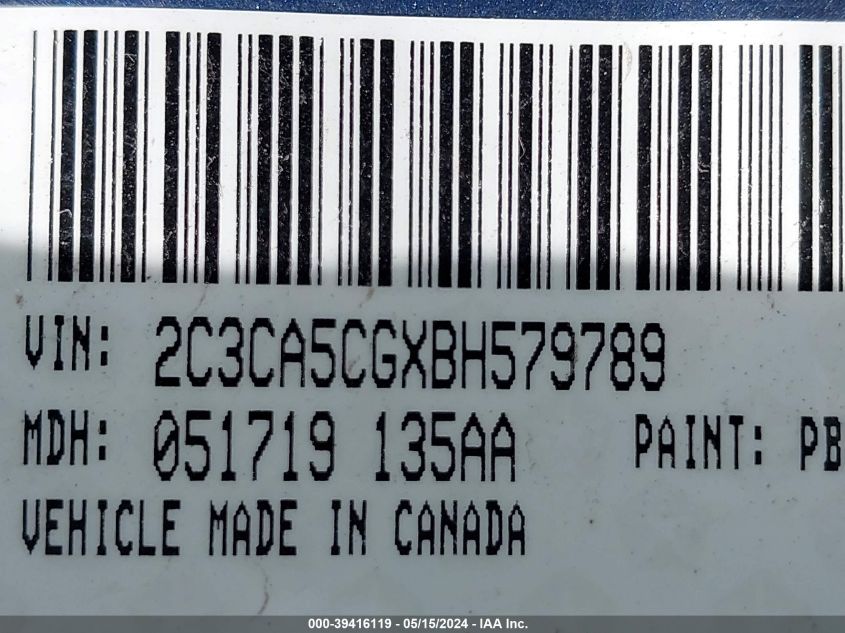 VIN: 2C3CA5CGXBH579789
MDH: 051719 135AA PAINT: PB
VEHICLE MADE IN CANADA
000-39416119 - 05/15/2024 - IAA Inc.